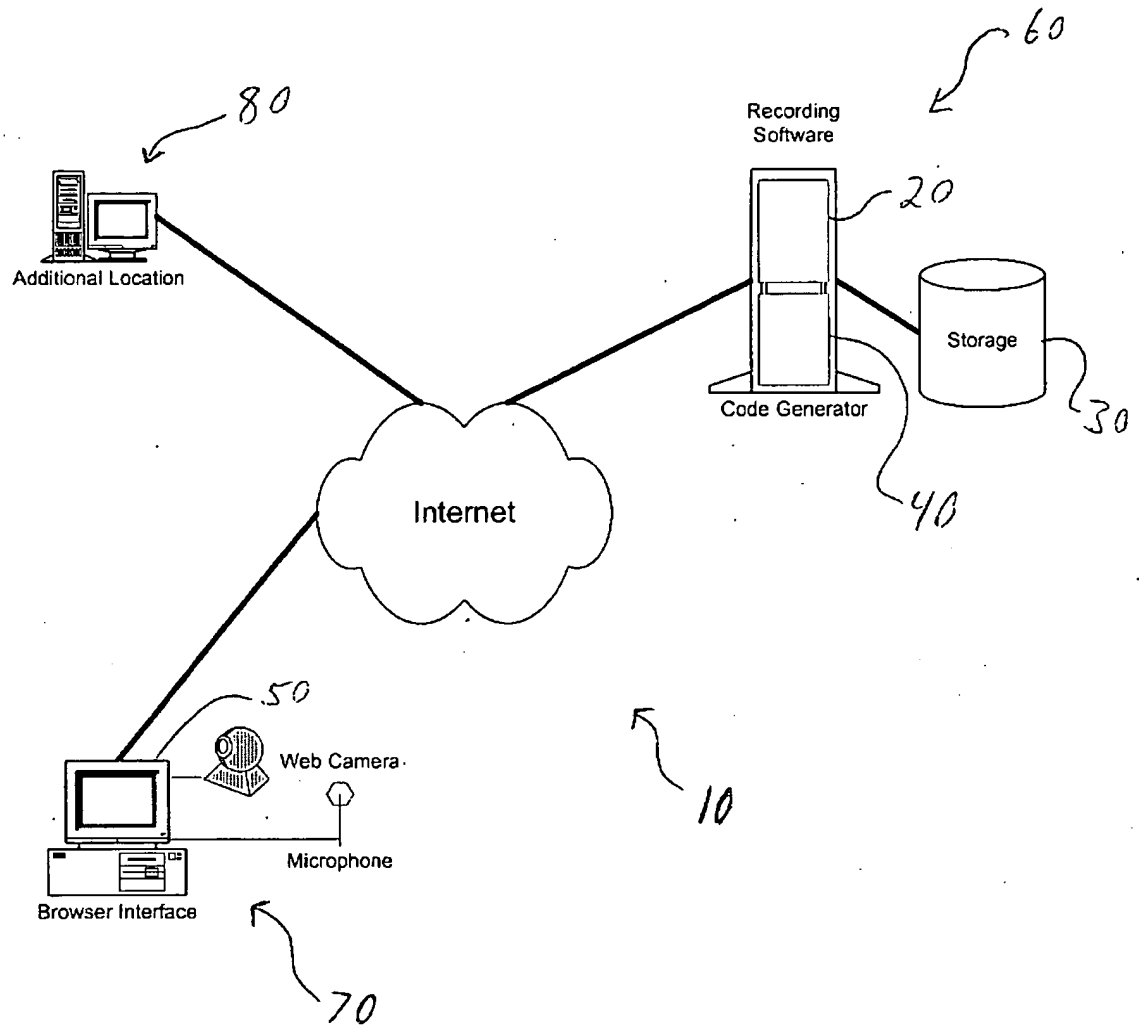 60
80
Recording
Software
20
Additional Location
Storage
Code Generator
30
40
Internet
50
Web Camera
10
Microphone
Browser Interface
70